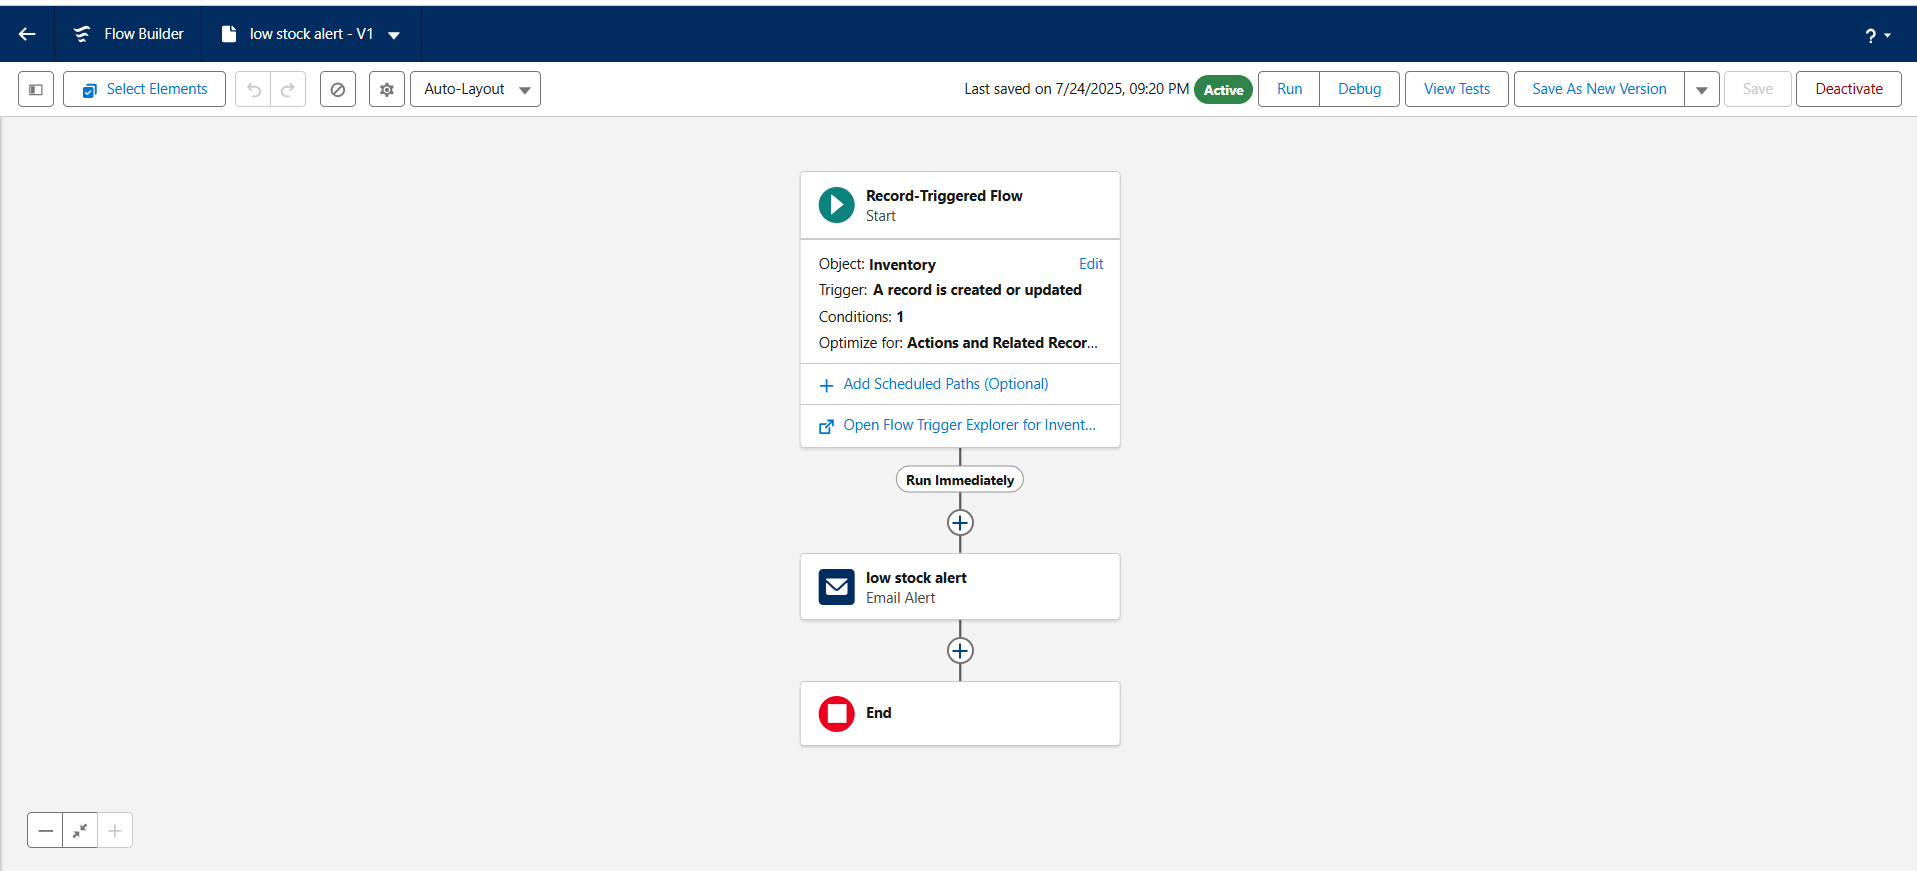 Flow Builder
low stock alert - V1
?
Select Elements
Auto-Layout
Last saved on 7/24/2025, 09:20 PM
Active
Run
Debug
View Tests
Save As New Version
Save
Deactivate
Record-Triggered Flow
Start
Object: Inventory
Edit
Trigger: A record is created or updated
Conditions: 1
Optimize for: Actions and Related Recor...
Add Scheduled Paths (Optional)
Open Flow Trigger Explorer for Invent...
Run Immediately
low stock alert
Email Alert
End